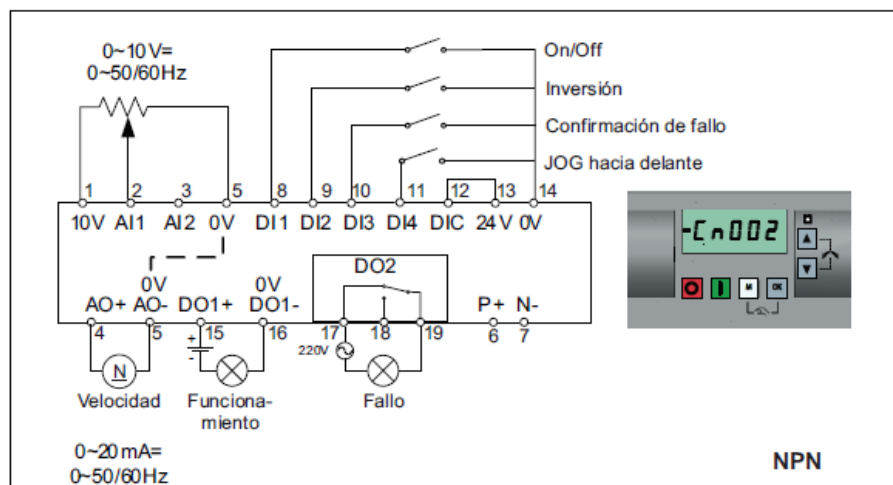 0~10 V=
0~50/60Hz
On/Off
Inversión
Confirmación de fallo
JOG hacia delante
1 2 3 5 8 9 10 11 12 13 14
10V AI1 AI2 0V DI1 DI2 DI3 DI4 DIC 24V 0V
-Cn002
M OK
DO2
0V 0V
AO+ AO- DO1+ DO1- P+ N-
4 5 15 16 17 18 19 6 7
+
-
220V
N
Velocidad
Funciona-
miento
Fallo
0~20 mA=
0~50/60Hz
NPN